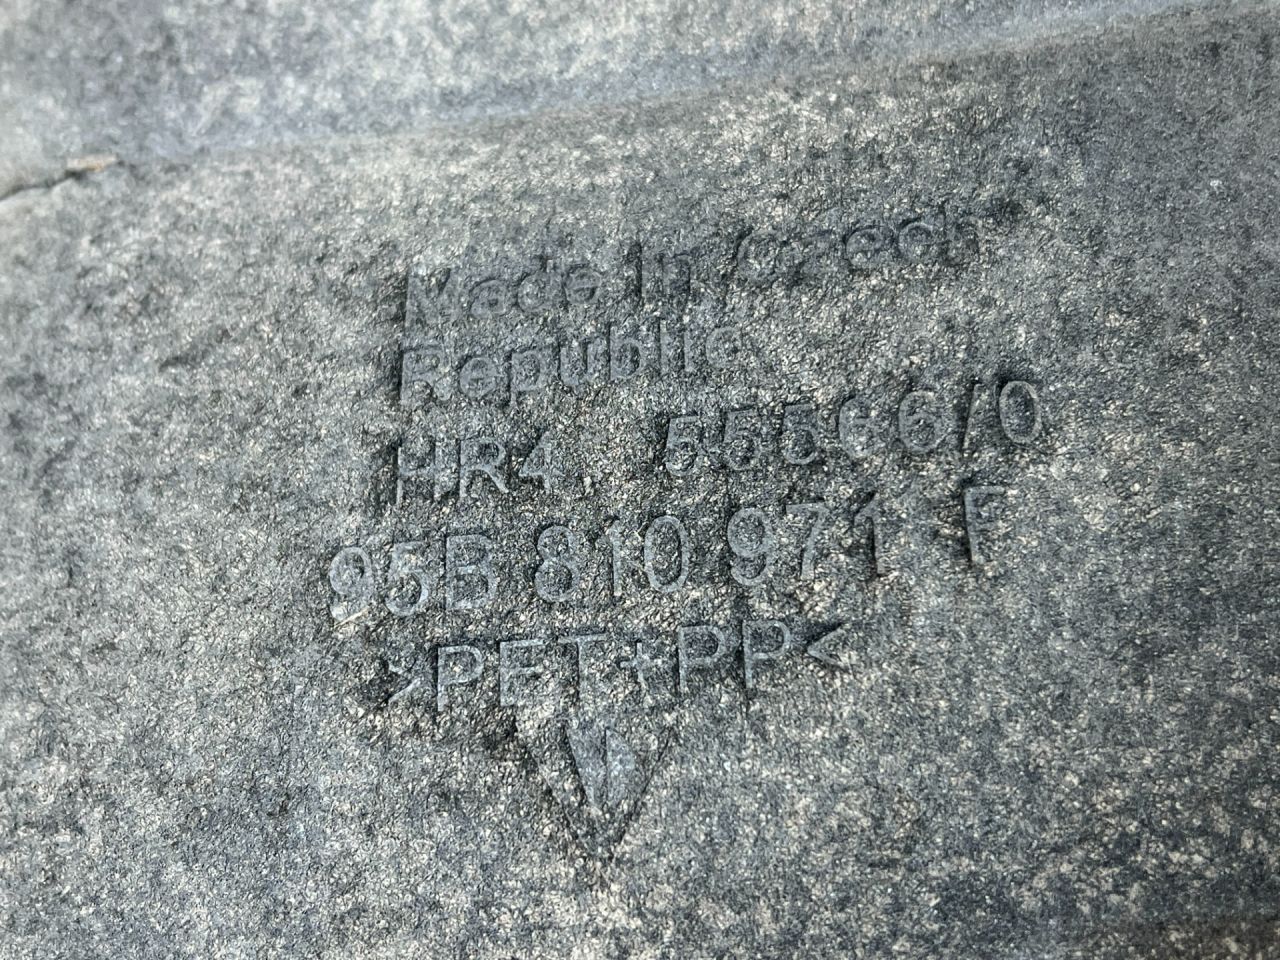 Made in Czech
Republic
HR4 55566/0
95B 810 971 F
>PET+PP<